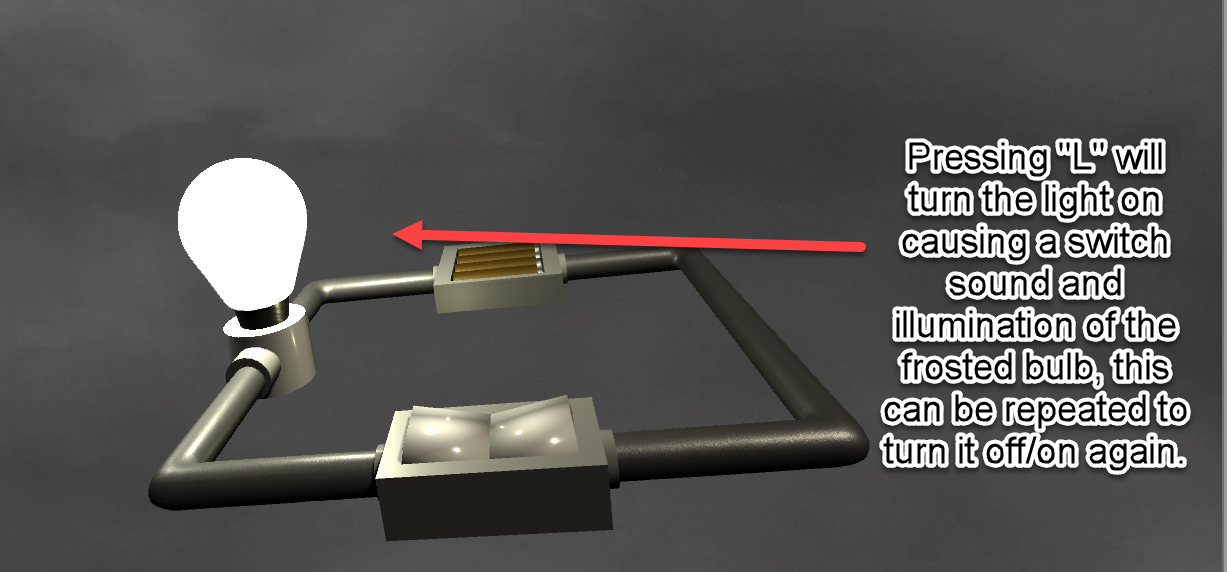 Pressing "L" will
turn the light on
causing a switch
sound and
illumination of the
frosted bulb, this
can be repeated to
turn it off/on again.